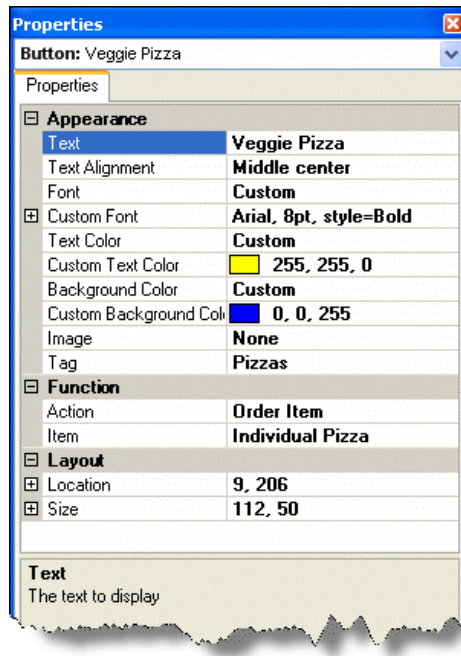 Properties
Button: Veggie Pizza
Properties
Appearance
Text Veggie Pizza
Text Alignment Middle center
Font Custom
Custom Font Arial, 8pt, style=Bold
Text Color Custom
Custom Text Color 255, 255, 0
Background Color Custom
Custom Background Col 0, 0, 255
Image None
Tag Pizzas
Function
Action Order Item
Item Individual Pizza
Layout
Location 9, 206
Size 112, 50
Text
The text to display